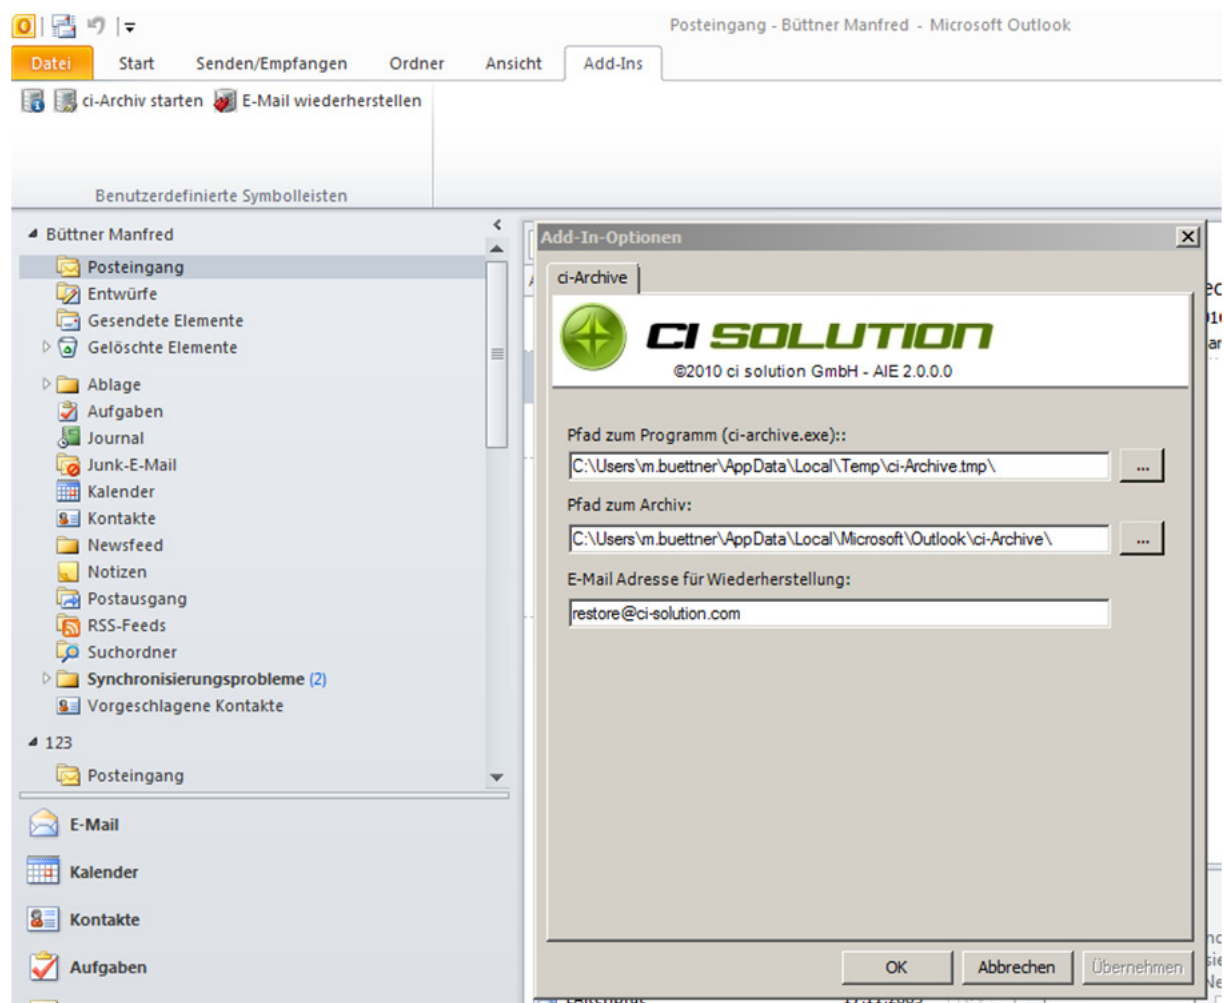 Posteingang - Büttner Manfred - Microsoft Outlook
Datei Start Senden/Empfangen Ordner Ansicht Add-Ins
ci-Archiv starten E-Mail wiederherstellen
Benutzerdefinierte Symbolleisten
Büttner Manfred
Posteingang
Entwürfe
Gesendete Elemente
Gelöschte Elemente
Ablage
Aufgaben
Journal
Junk-E-Mail
Kalender
Kontakte
Newsfeed
Notizen
Postausgang
RSS-Feeds
Suchordner
Synchronisierungsprobleme (2)
Vorgeschlagene Kontakte
123
Posteingang
E-Mail
Kalender
Kontakte
Aufgaben
Add-In-Optionen
ci-Archive
CI SOLUTION
©2010 ci solution GmbH - AIE 2.0.0.0
Pfad zum Programm (ci-archive.exe)::
C:\Users\m.buettner\AppData\Local\Temp\ci-Archive.tmp\ ...
Pfad zum Archiv:
C:\Users\m.buettner\AppData\Local\Microsoft\Outlook\ci-Archive\ ...
E-Mail Adresse für Wiederherstellung:
restore@ci-solution.com
OK Abbrechen Übernehmen